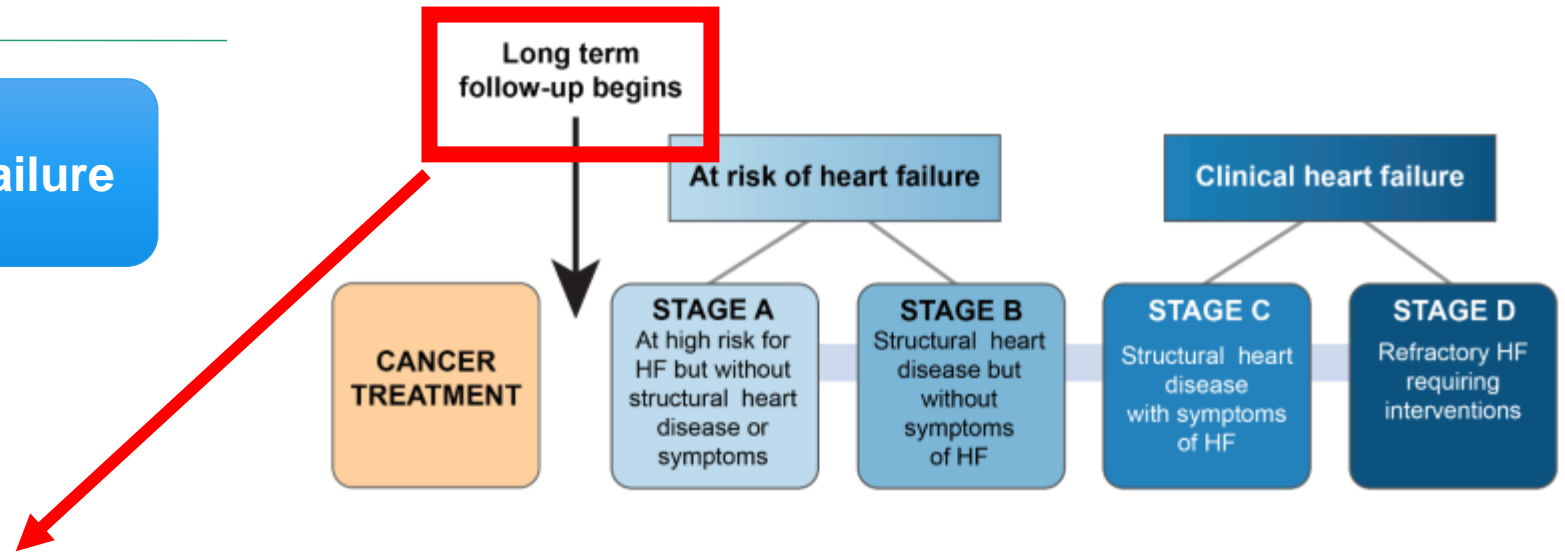 Long term
follow-up begins
ailure
At risk of heart failure
Clinical heart failure
CANCER
TREATMENT
STAGE A
At high risk for
HF but without
structural heart
disease or
symptoms
STAGE B
Structural heart
disease but
without
symptoms
of HF
STAGE C
Structural heart
disease
with symptoms
of HF
STAGE D
Refractory HF
requiring
interventions